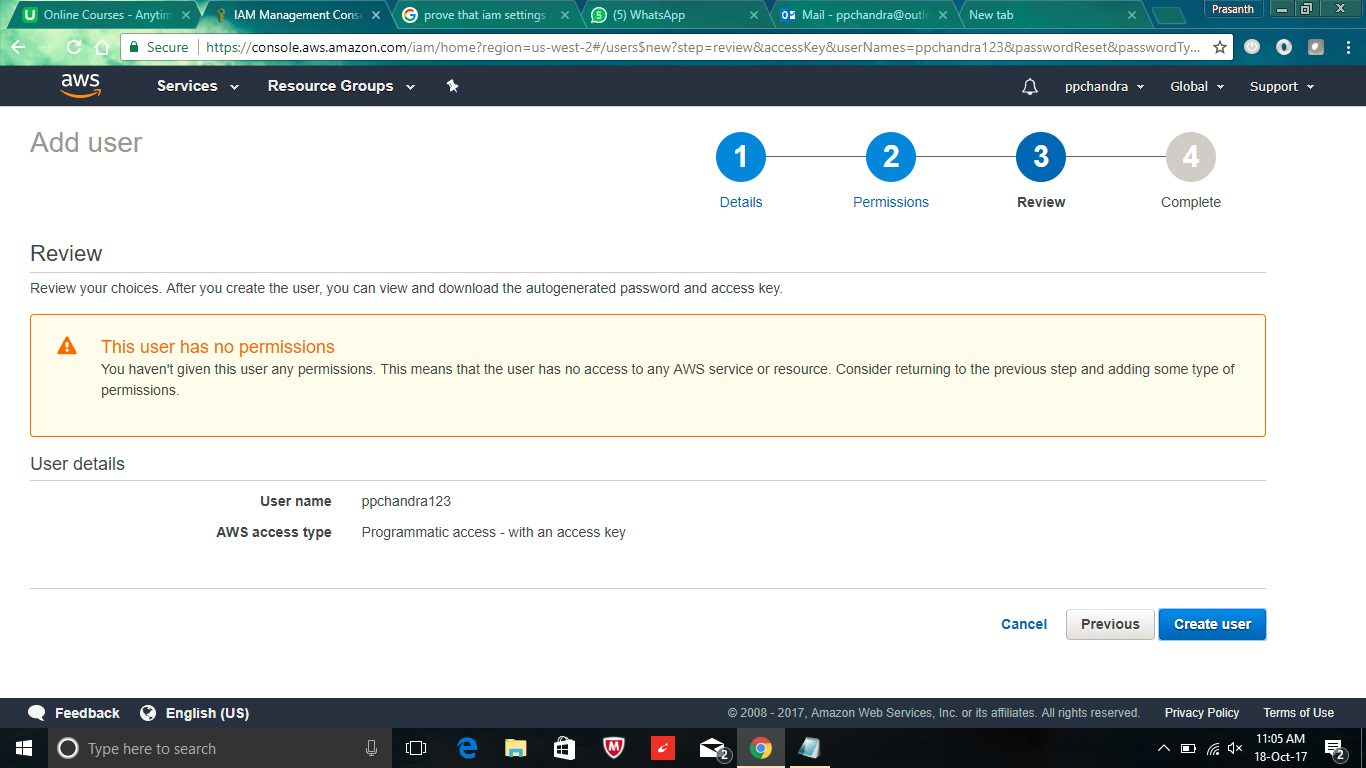 Online Courses - Anytim
IAM Management Conso
prove that iam settings a
(5) WhatsApp
Mail - ppchandra@outlo
New tab
Prasanth
Secure
https://console.aws.amazon.com/iam/home?region=us-west-2#/users$new?step=review&accessKey&userNames=ppchandra123&passwordReset&passwordTy...
aws
Services
Resource Groups
ppchandra
Global
Support
Add user
1
2
3
4
Details
Permissions
Review
Complete
Review
Review your choices. After you create the user, you can view and download the autogenerated password and access key.
This user has no permissions
You haven't given this user any permissions. This means that the user has no access to any AWS service or resource. Consider returning to the previous step and adding some type of
permissions.
User details
User name ppchandra123
AWS access type Programmatic access - with an access key
Cancel
Previous
Create user
Feedback
English (US)
© 2008 - 2017, Amazon Web Services, Inc. or its affiliates. All rights reserved.
Privacy Policy
Terms of Use
Type here to search
2
11:05 AM
18-Oct-17
2